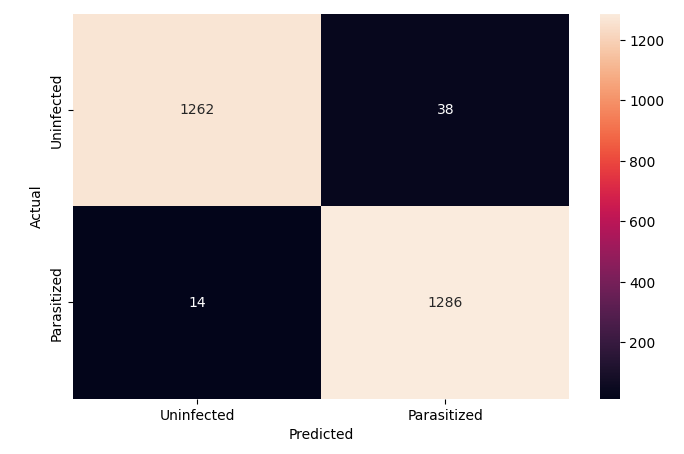 Actual
Uninfected
Parasitized
1262
38
14
1286
Uninfected
Parasitized
Predicted
1200
1000
800
600
400
200